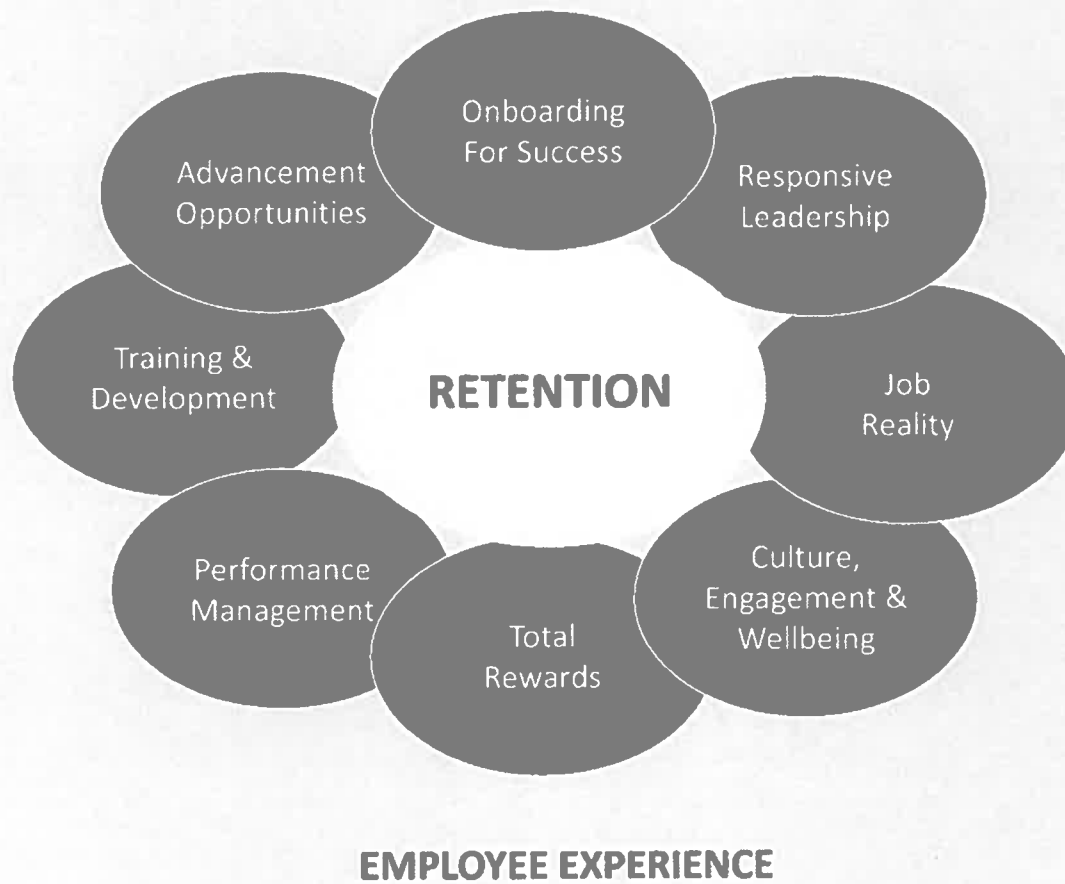 Onboarding
For Success
Responsive
Leadership
Job
Reality
Culture,
Engagement &
Wellbeing
Total
Rewards
Performance
Management
Training &
Development
Advancement
Opportunities
RETENTION
EMPLOYEE EXPERIENCE